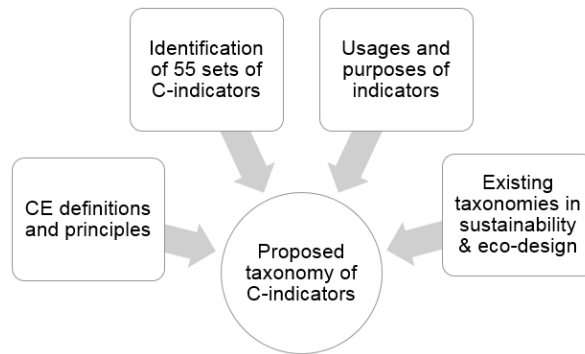 Identification
of 55 sets of
C-indicators
Usages and
purposes of
indicators
CE definitions
and principles
Existing
taxonomies in
sustainability
& eco-design
Proposed
taxonomy of
C-indicators